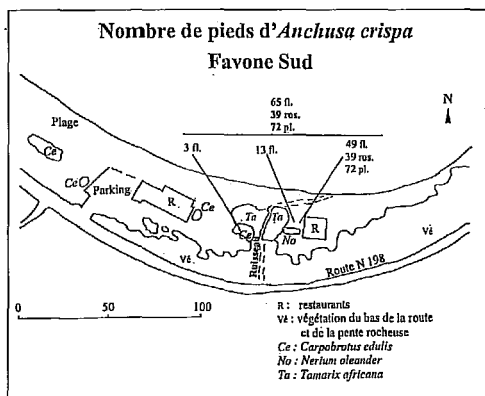 Nombre de pieds d'Anchusa crispa
Favone Sud
65 fl.
39 ros.
72 pl.
N
3 fl.
13 fl.
49 fl.
39 ros.
72 pl.
Plage
Ce
Ce
Parking
R.
Ce
Ta
Ta
Ce
No
R
Vé
Vé
Ruisseau
Route N 198
0 50 100
R : restaurants
Vé : végétation du bas de la route
et de la pente rocheuse
Ce : Carpobrotus edulis
No : Nerium oleander
Ta : Tamarix africana